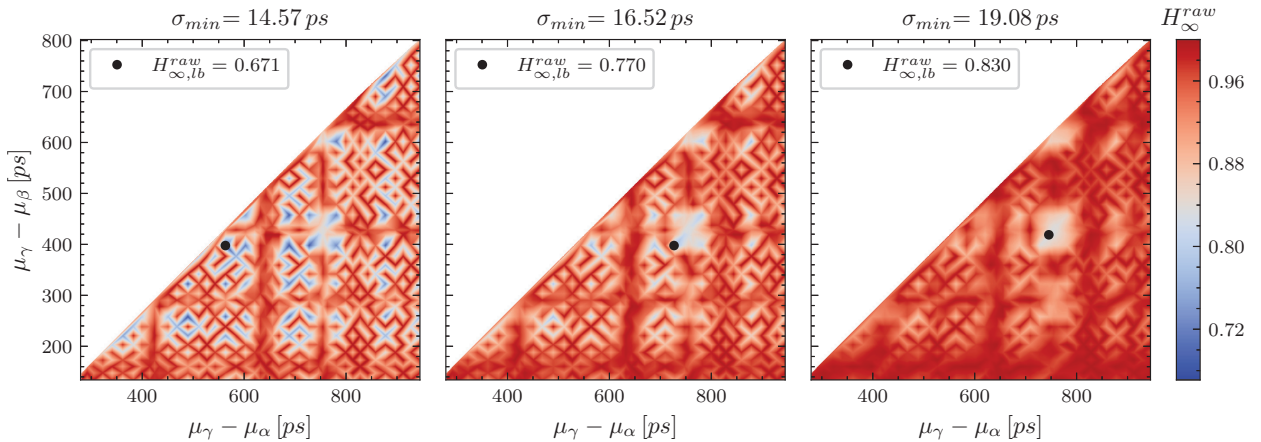 σ_min = 14.57 ps
σ_min = 16.52 ps
σ_min = 19.08 ps
H_∞^raw
H_∞,lb^raw = 0.671
H_∞,lb^raw = 0.770
H_∞,lb^raw = 0.830
μ_γ − μ_β [ps]
800
700
600
500
400
300
200
0.96
0.88
0.80
0.72
400 600 800
400 600 800
400 600 800
μ_γ − μ_α [ps]
μ_γ − μ_α [ps]
μ_γ − μ_α [ps]